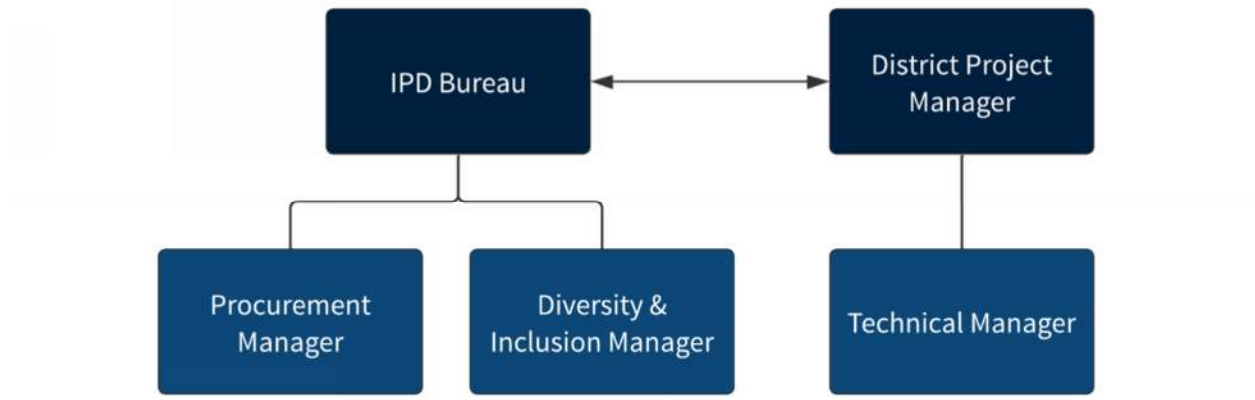 IPD Bureau
District Project
Manager
Procurement
Manager
Diversity &
Inclusion Manager
Technical Manager